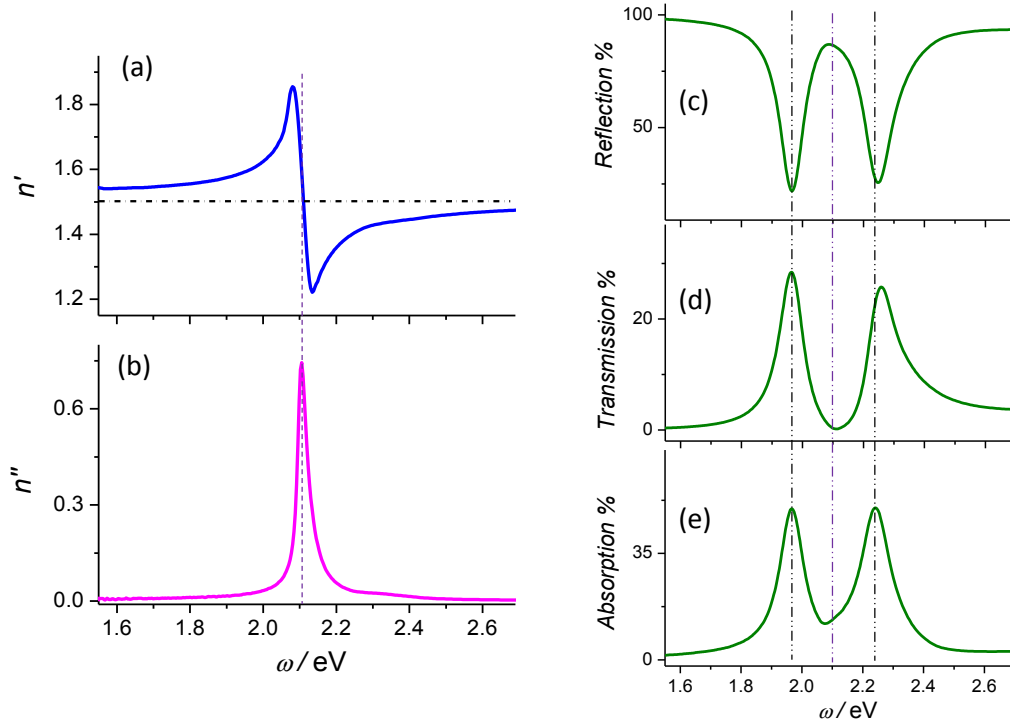 (a)
1.8
1.6
1.4
1.2
n'
(b)
0.6
0.3
0.0
n''
1.6 1.8 2.0 2.2 2.4 2.6
ω / eV
100
50
Reflection %
(c)
20
0
Transmission %
(d)
35
0
Absorption %
(e)
1.6 1.8 2.0 2.2 2.4 2.6
ω / eV